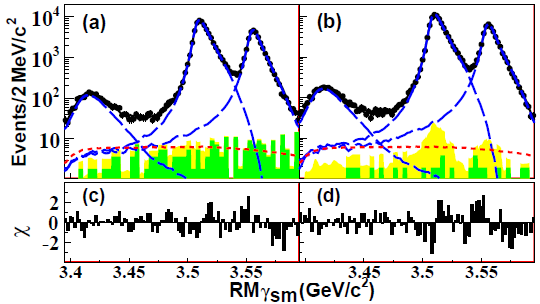 (a) (b)
Events/2 MeV/c²
10⁴
10³
10²
10
(c) (d)
χ
2
0
−2
3.4 3.45 3.5 3.55 3.45 3.5 3.55
RMγsm(GeV/c²)